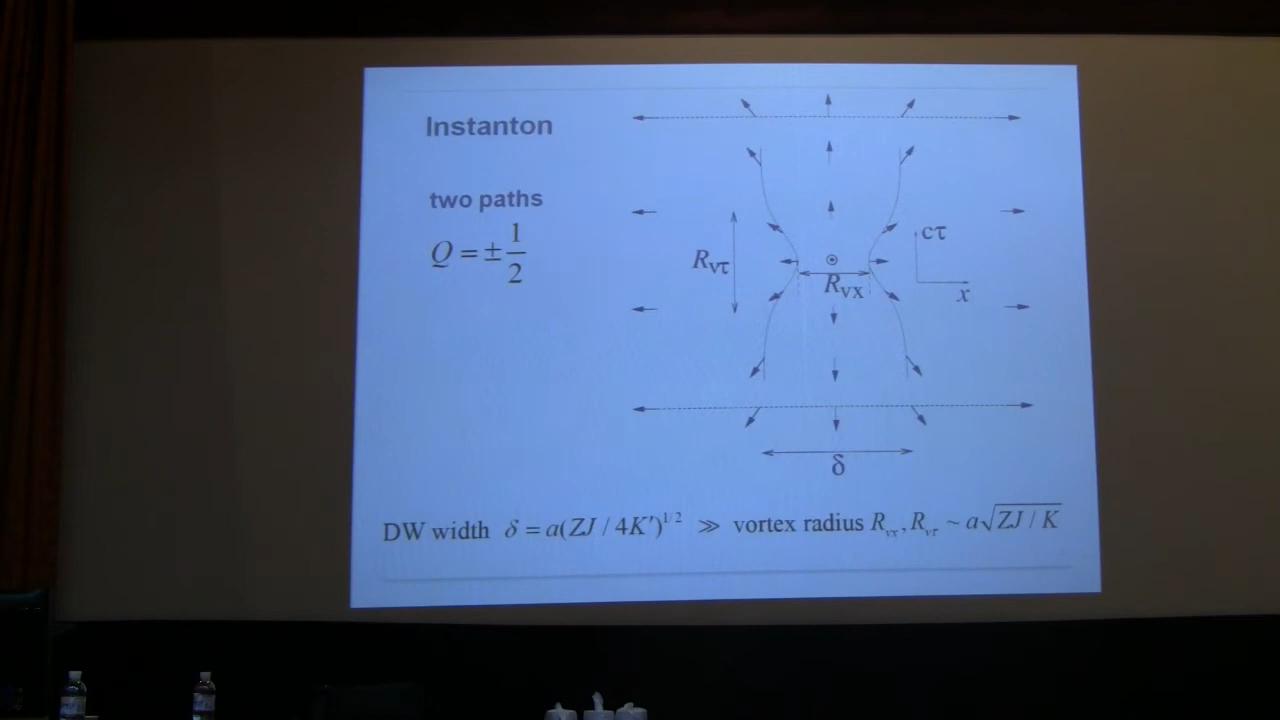 Instanton
two paths
Q = ± 1/2
R_vτ
R_vx
cτ
x
δ
DW width δ = a(ZJ / 4K')^1/2 ≫ vortex radius R_vx, R_vτ ~ a√ZJ / K